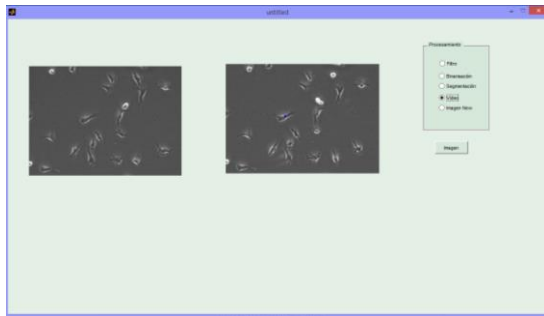 untitled
Procesamiento
Filtro
Binarización
Segmentación
Video
Imagen Nova
Imagen